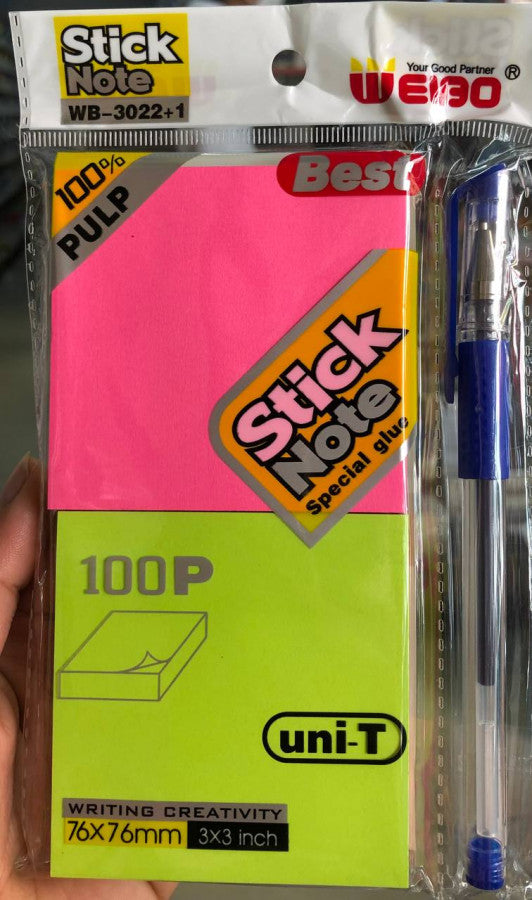 Stick
Note
WB-3022+1
Your Good Partner
WEIBO®
100%
PULP
Best
Stick
Note
Special glue
100P
uni-T
WRITING CREATIVITY
76X76mm 3X3 inch